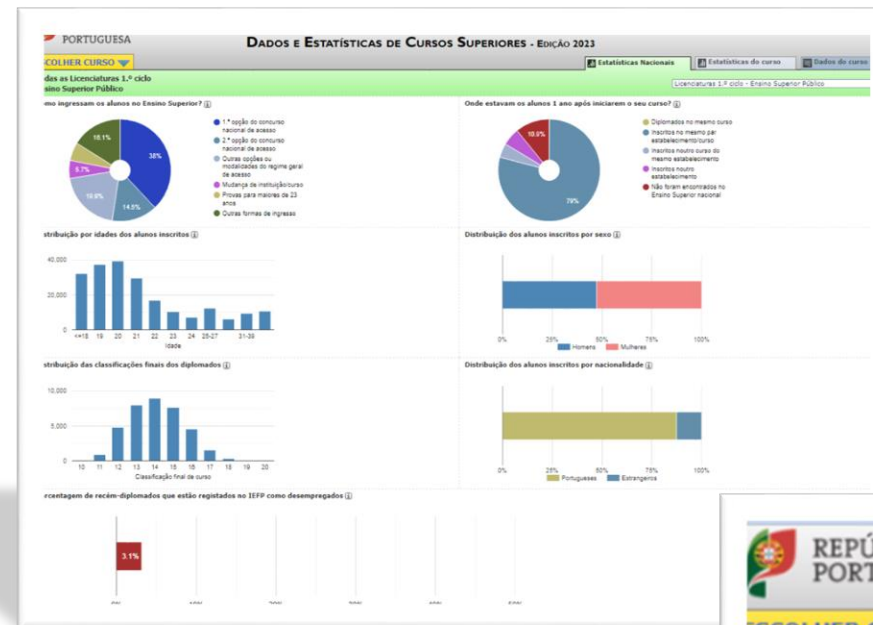 PORTUGUESA
DADOS E ESTATÍSTICAS DE CURSOS SUPERIORES - EDIÇÃO 2023
COLHER CURSO
Estatísticas Nacionais
Estatísticas do curso
Dados do curso
das as Licenciaturas 1.º ciclo
sino Superior Público
Licenciaturas 1.º ciclo - Ensino Superior Público
mo ingressam os alunos no Ensino Superior?
38%
14.5%
6.7%
1.ª opção do concurso
nacional de acesso
2.ª opção do concurso
nacional de acesso
Outras opções ou
modalidades do regime geral
de acesso
Mudança de instituição/curso
Provas para maiores de 23
anos
Outras formas de ingresso
Onde estavam os alunos 1 ano após iniciarem o seu curso?
Diplomados no mesmo curso
Inscritos no mesmo par
estabelecimento/curso
Inscritos noutro curso do
mesmo estabelecimento
Inscritos noutro
estabelecimento
Não foram encontrados no
Ensino Superior nacional
stribuição por idades dos alunos inscritos
40,000
20,000
0
<=18 19 20 21 22 23 24 25-27 31-39
Idade
Distribuição dos alunos inscritos por sexo
0% 25% 50% 75% 100%
Homens Mulheres
stribuição das classificações finais dos diplomados
10,000
5,000
0
10 11 12 13 14 15 16 17 18 19 20
Classificação final de curso
Distribuição dos alunos inscritos por nacionalidade
0% 25% 50% 75% 100%
Portugueses Estrangeiros
rcentagem de recém-diplomados que estão registados no IEFP como desempregados
3.1%
REPÚ
PORT